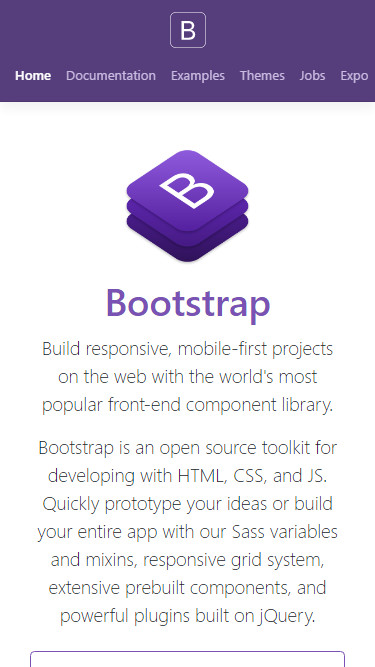 B
Home Documentation Examples Themes Jobs Expo
B
Bootstrap
Build responsive, mobile-first projects
on the web with the world's most
popular front-end component library.
Bootstrap is an open source toolkit for
developing with HTML, CSS, and JS.
Quickly prototype your ideas or build
your entire app with our Sass variables
and mixins, responsive grid system,
extensive prebuilt components, and
powerful plugins built on jQuery.